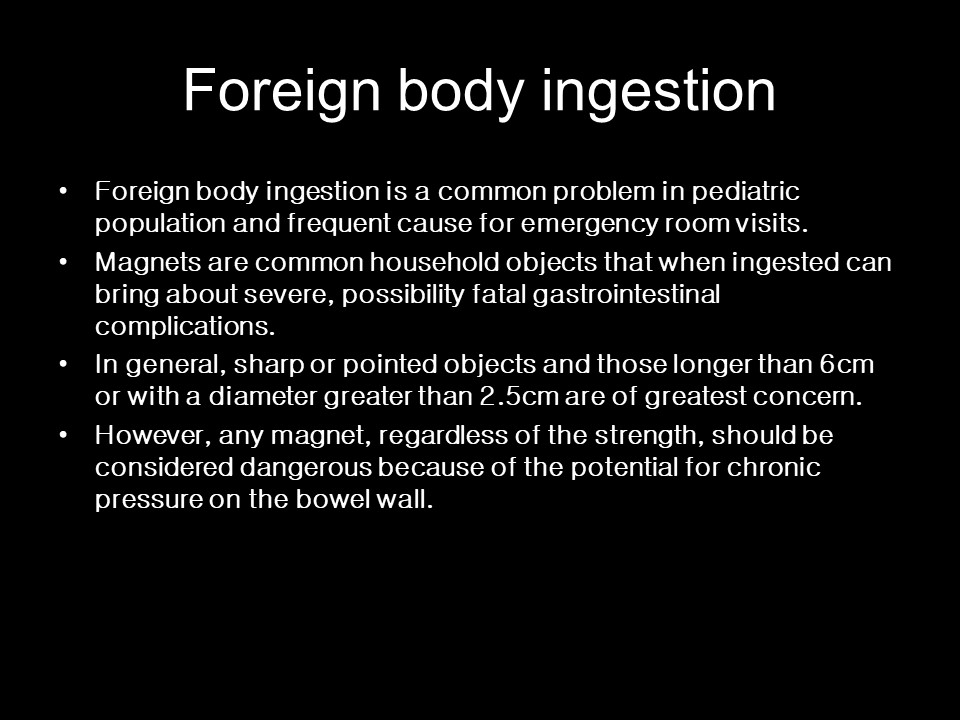 Foreign body ingestion
• Foreign body ingestion is a common problem in pediatric
population and frequent cause for emergency room visits.
• Magnets are common household objects that when ingested can
bring about severe, possibility fatal gastrointestinal
complications.
• In general, sharp or pointed objects and those longer than 6cm
or with a diameter greater than 2.5cm are of greatest concern.
• However, any magnet, regardless of the strength, should be
considered dangerous because of the potential for chronic
pressure on the bowel wall.